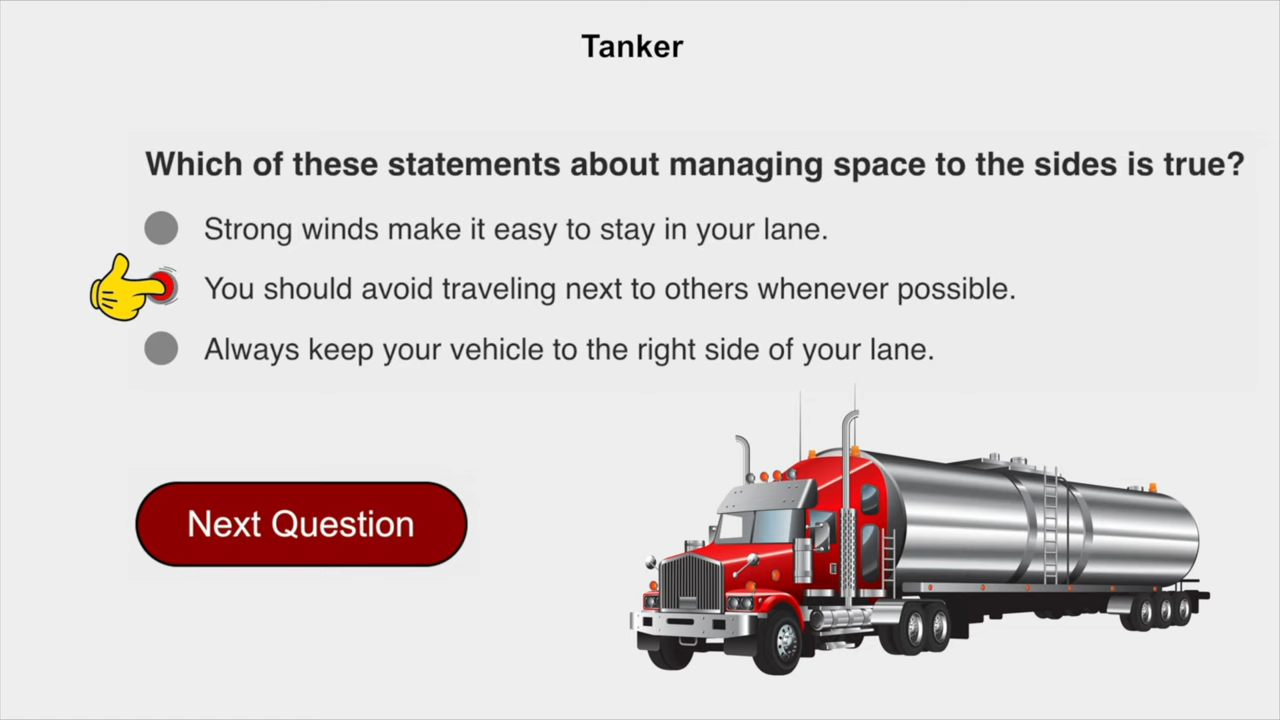 Tanker
Which of these statements about managing space to the sides is true?
Strong winds make it easy to stay in your lane.
You should avoid traveling next to others whenever possible.
Always keep your vehicle to the right side of your lane.
Next Question